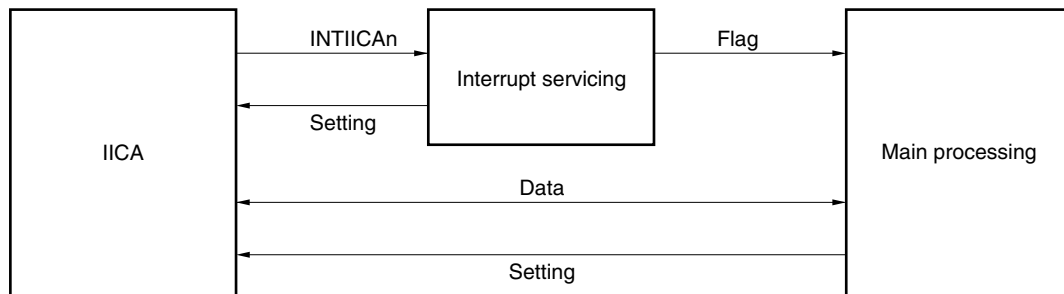 INTIICAn
Flag
Interrupt servicing
Setting
IICA
Main processing
Data
Setting